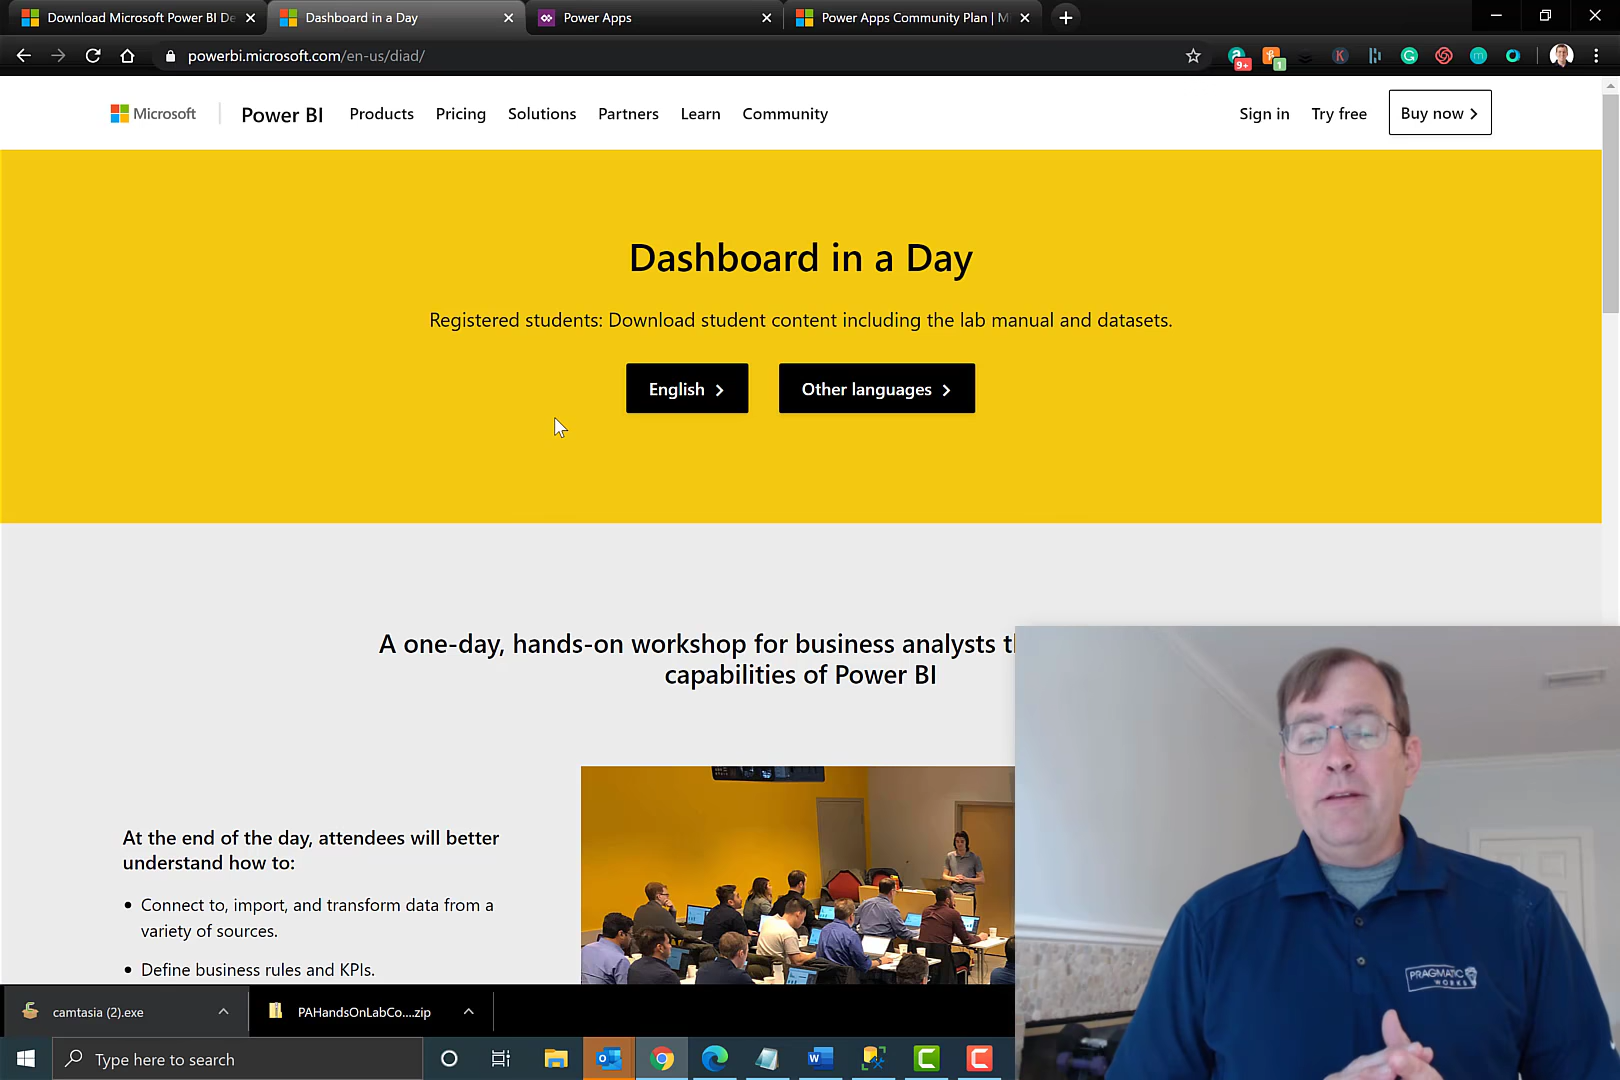 Download Microsoft Power BI De
Dashboard in a Day
Power Apps
Power Apps Community Plan | M
powerbi.microsoft.com/en-us/diad/
9+
1
Microsoft
Power BI
Products
Pricing
Solutions
Partners
Learn
Community
Sign in
Try free
Buy now
Dashboard in a Day
Registered students: Download student content including the lab manual and datasets.
English
Other languages
A one-day, hands-on workshop for business analysts
capabilities of Power BI
At the end of the day, attendees will better
understand how to:
• Connect to, import, and transform data from a
variety of sources.
• Define business rules and KPIs.
PRAGMATIC
WORKS
camtasia (2).exe
PAHandsOnLabCo....zip
Type here to search